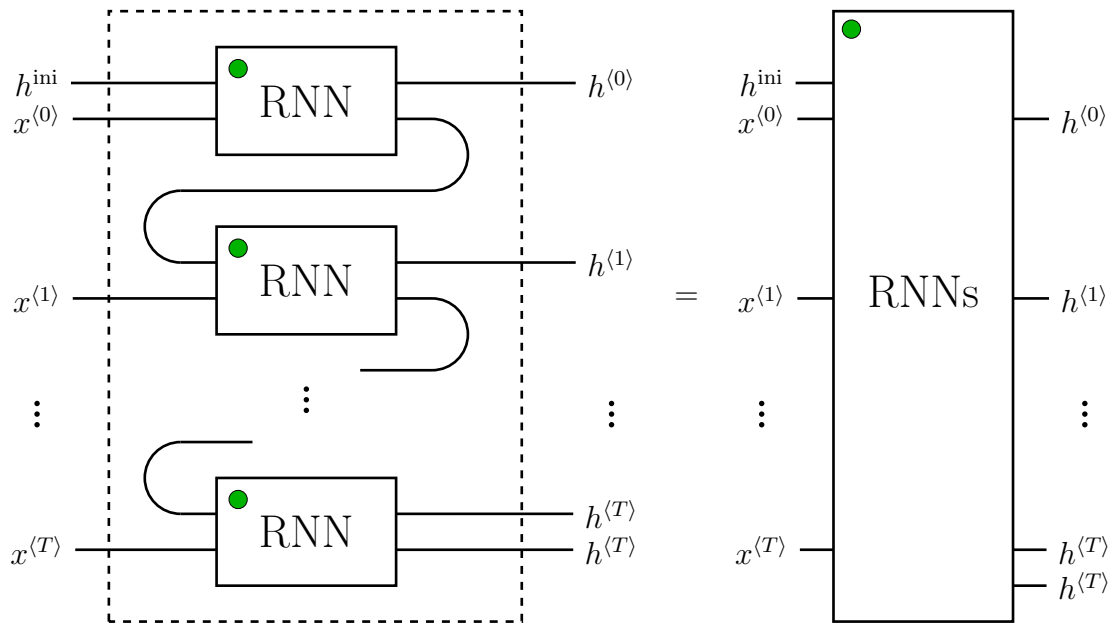 h^ini RNN h^⟨0⟩ h^ini
x^⟨0⟩ x^⟨0⟩ h^⟨0⟩
RNN h^⟨1⟩
x^⟨1⟩ = x^⟨1⟩ RNNs h^⟨1⟩
⋮ ⋮ ⋮ ⋮ ⋮
RNN h^⟨T⟩
x^⟨T⟩ h^⟨T⟩ x^⟨T⟩ h^⟨T⟩
h^⟨T⟩